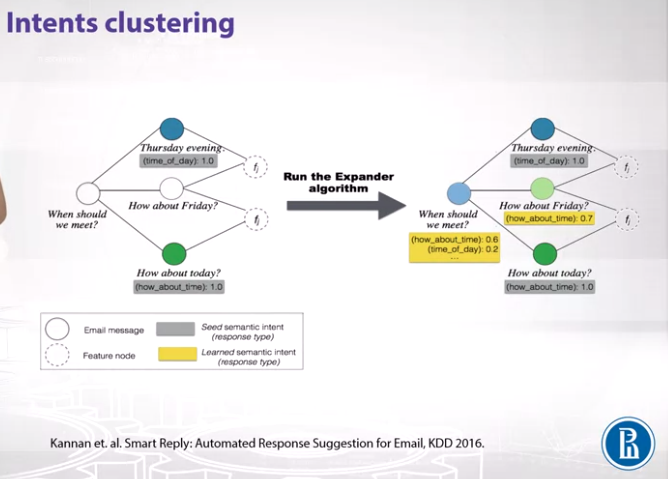 Intents clustering
Thursday evening.
(time_of_day): 1.0
fj
When should
we meet?
How about Friday?
fj
How about today?
(how_about_time): 1.0
Run the Expander
algorithm
Thursday evening.
(time_of_day): 1.0
fj
When should
we meet?
(how_about_time): 0.6
(time_of_day): 0.2
...
How about Friday?
(how_about_time): 0.7
fj
How about today?
(how_about_time): 1.0
Email message
Seed semantic intent
(response type)
Feature node
Learned semantic intent
(response type)
Kannan et. al. Smart Reply: Automated Response Suggestion for Email, KDD 2016.